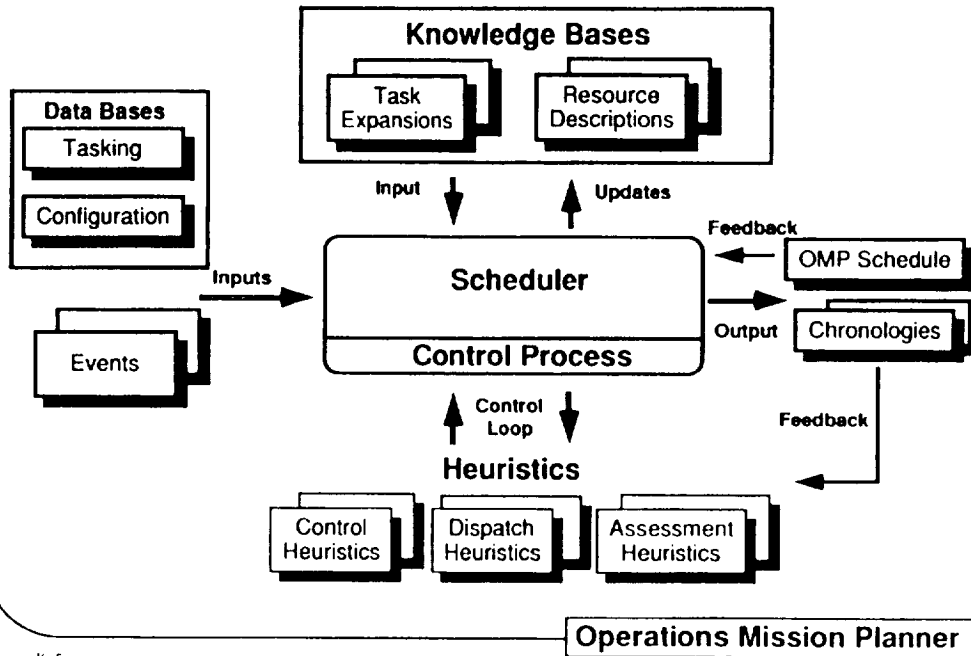 Knowledge Bases
Task
Expansions
Resource
Descriptions
Data Bases
Tasking
Configuration
Input
Updates
Feedback
OMP Schedule
Inputs
Scheduler
Output
Chronologies
Events
Control Process
Control
Loop
Feedback
Heuristics
Control
Heuristics
Dispatch
Heuristics
Assessment
Heuristics
Operations Mission Planner